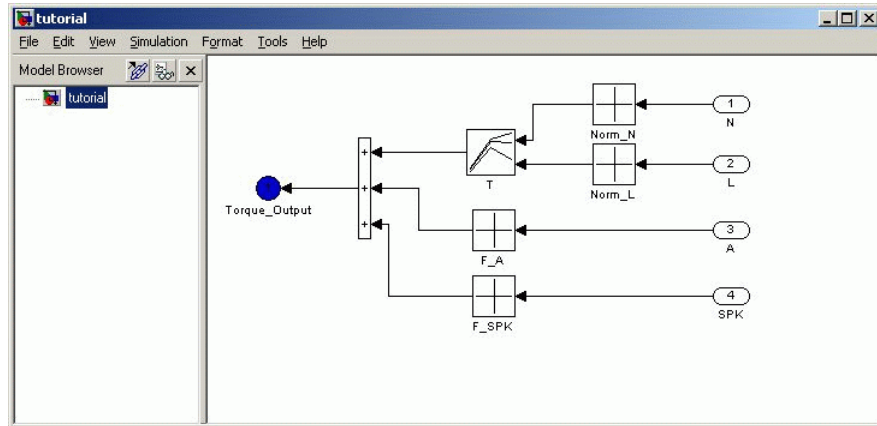 tutorial
File Edit View Simulation Format Tools Help
Model Browser
tutorial
1
N
Norm_N
2
L
Norm_L
T
+
+
+
Torque_Output
3
A
F_A
4
SPK
F_SPK